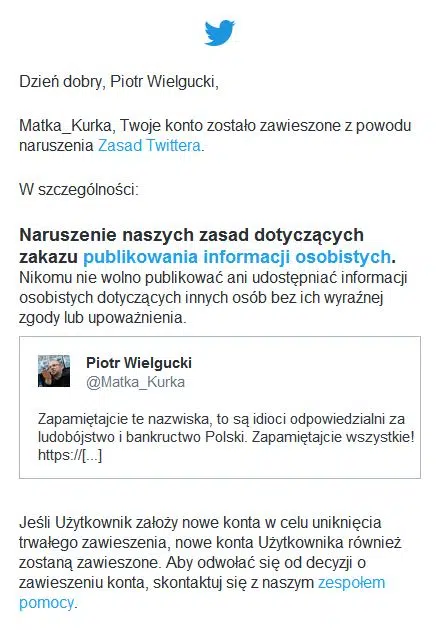 Dzień dobry, Piotr Wielgucki,
Matka_Kurka, Twoje konto zostało zawieszone z powodu
naruszenia Zasad Twittera.
W szczególności:
Naruszenie naszych zasad dotyczących
zakazu publikowania informacji osobistych.
Nikomu nie wolno publikować ani udostępniać informacji
osobistych dotyczących innych osób bez ich wyraźnej
zgody lub upoważnienia.
Piotr Wielgucki
@Matka_Kurka
Zapamiętajcie te nazwiska, to są idioci odpowiedzialni za
ludobójstwo i bankructwo Polski. Zapamiętajcie wszystkie!
https://[...]
Jeśli Użytkownik założy nowe konta w celu uniknięcia
trwałego zawieszenia, nowe konta Użytkownika również
zostaną zawieszone. Aby odwołać się od decyzji o
zawieszeniu konta, skontaktuj się z naszym zespołem
pomocy.